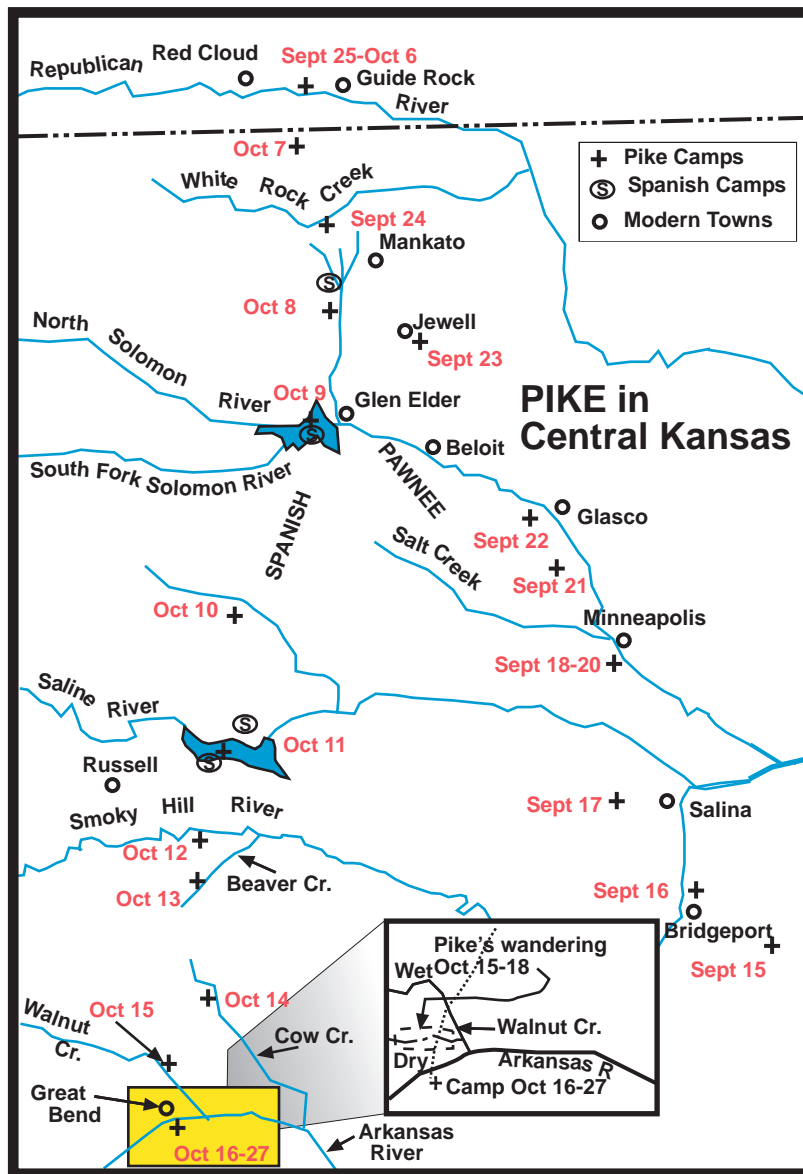 Red Cloud
Sept 25-Oct 6
Republican
Guide Rock
River
Oct 7
Pike Camps
S Spanish Camps
Modern Towns
White Rock Creek
Sept 24
Mankato
S
Oct 8
North Solomon River
Jewell
Sept 23
Oct 9
Glen Elder
PIKE in
Central Kansas
S
Beloit
South Fork Solomon River
PAWNEE
SPANISH
Glasco
Sept 22
Salt Creek
Sept 21
Oct 10
Minneapolis
Sept 18-20
Saline River
S
Oct 11
S
Russell
Sept 17
Salina
Smoky Hill River
Oct 12
Beaver Cr.
Oct 13
Sept 16
Bridgeport
Sept 15
Pike's wandering
Oct 15-18
Wet
Walnut Cr.
Dry
Arkansas R
Camp Oct 16-27
Oct 14
Oct 15
Walnut
Cr.
Cow Cr.
Great
Bend
Oct 16-27
Arkansas
River